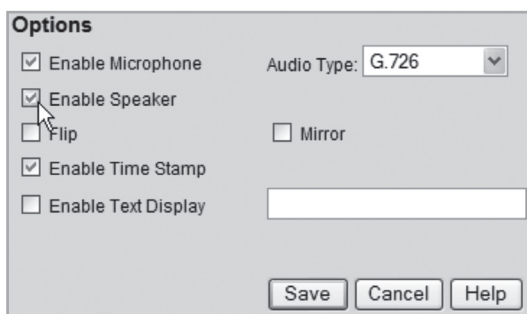 Options
Enable Microphone Audio Type: G.726
Enable Speaker
Flip Mirror
Enable Time Stamp
Enable Text Display
Save Cancel Help